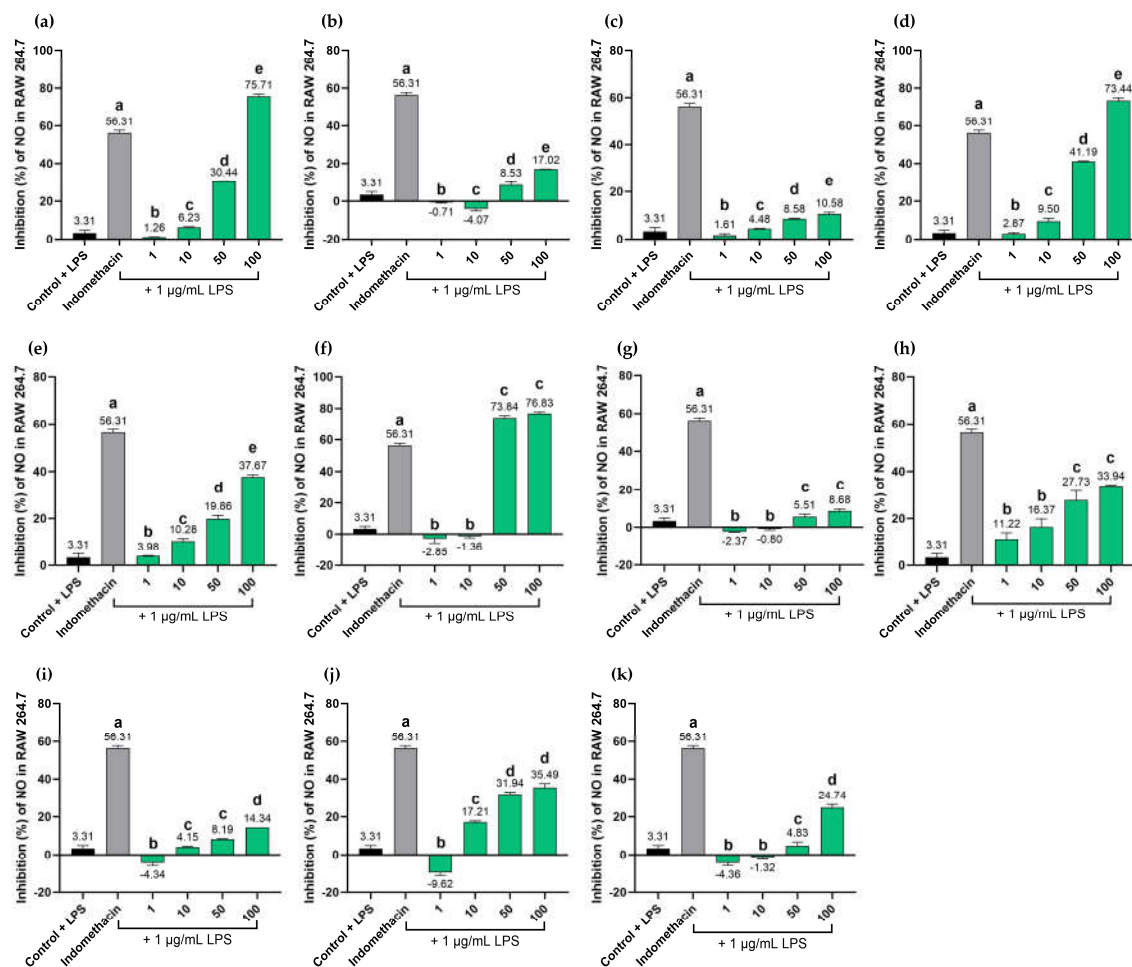 (a)
Inhibition (%) of NO in RAW 264.7
100
80
60
40
20
0
3.31
a
56.31
b
1.26
c
6.23
d
30.44
e
75.71
Control + LPS
Indomethacin
1
10
50
100
+ 1 µg/mL LPS
(b)
Inhibition (%) of NO in RAW 264.7
80
60
40
20
0
-20
3.31
a
56.31
b
-0.71
c
-4.07
d
8.53
e
17.02
Control + LPS
Indomethacin
1
10
50
100
+ 1 µg/mL LPS
(c)
Inhibition (%) of NO in RAW 264.7
80
60
40
20
0
3.31
a
56.31
b
1.61
c
4.48
d
8.58
e
10.58
Control + LPS
Indomethacin
1
10
50
100
+ 1 µg/mL LPS
(d)
Inhibition (%) of NO in RAW 264.7
100
80
60
40
20
0
3.31
a
56.31
b
2.87
c
9.50
d
41.19
e
73.44
Control + LPS
Indomethacin
1
10
50
100
+ 1 µg/mL LPS
(e)
Inhibition (%) of NO in RAW 264.7
80
60
40
20
0
3.31
a
56.31
b
3.98
c
10.28
d
19.86
e
37.67
Control + LPS
Indomethacin
1
10
50
100
+ 1 µg/mL LPS
(f)
Inhibition (%) of NO in RAW 264.7
100
80
60
40
20
0
-20
3.31
a
56.31
b
-2.85
b
-1.36
c
73.84
c
76.83
Control + LPS
Indomethacin
1
10
50
100
+ 1 µg/mL LPS
(g)
Inhibition (%) of NO in RAW 264.7
80
60
40
20
0
-20
3.31
a
56.31
b
-2.37
b
-0.80
c
5.51
c
8.68
Control + LPS
Indomethacin
1
10
50
100
+ 1 µg/mL LPS
(h)
Inhibition (%) of NO in RAW 264.7
80
60
40
20
0
3.31
a
56.31
b
11.22
b
16.37
c
27.73
c
33.94
Control + LPS
Indomethacin
1
10
50
100
+ 1 µg/mL LPS
(i)
Inhibition (%) of NO in RAW 264.7
80
60
40
20
0
-20
3.31
a
56.31
b
-4.34
c
4.15
c
8.19
d
14.34
Control + LPS
Indomethacin
1
10
50
100
+ 1 µg/mL LPS
(j)
Inhibition (%) of NO in RAW 264.7
80
60
40
20
0
-20
3.31
a
56.31
b
-9.62
c
17.21
d
31.94
d
35.49
Control + LPS
Indomethacin
1
10
50
100
+ 1 µg/mL LPS
(k)
Inhibition (%) of NO in RAW 264.7
80
60
40
20
0
-20
3.31
a
56.31
b
-4.36
b
-1.32
c
4.83
d
24.74
Control + LPS
Indomethacin
1
10
50
100
+ 1 µg/mL LPS